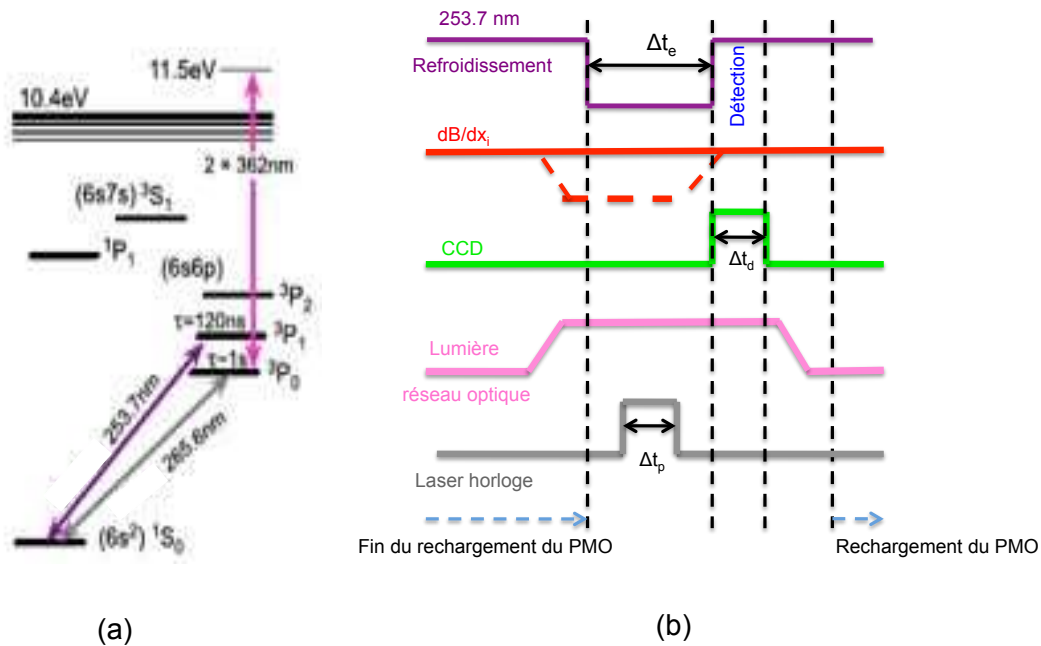 11.5eV
10.4eV
2 * 362nm
(6s7s) ³S₁
¹P₁
(6s6p)
³P₂
τ=120ns
³P₁
τ=1s
³P₀
253.7nm
265.6nm
(6s²) ¹S₀
(a)
253.7 nm
Δtₑ
Refroidissement
Détection
dB/dxᵢ
CCD
Δt_d
Lumière
réseau optique
Δtₚ
Laser horloge
Fin du rechargement du PMO
Rechargement du PMO
(b)